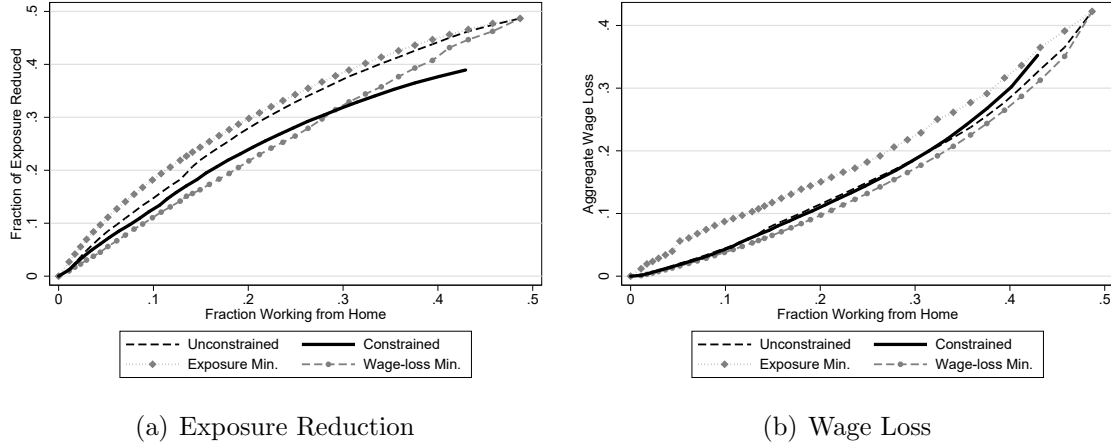 Fraction of Exposure Reduced
.5
.4
.3
.2
.1
0
0 .1 .2 .3 .4 .5
Fraction Working from Home
Unconstrained Constrained
Exposure Min. Wage-loss Min.
(a) Exposure Reduction
Aggregate Wage Loss
.4
.3
.2
.1
0
0 .1 .2 .3 .4 .5
Fraction Working from Home
Unconstrained Constrained
Exposure Min. Wage-loss Min.
(b) Wage Loss